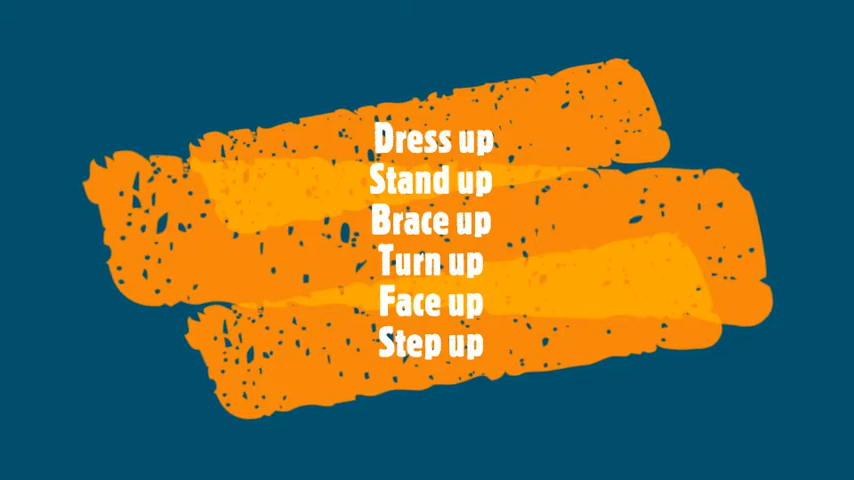 Dress up
Stand up
Brace up
Turn up
Face up
Step up